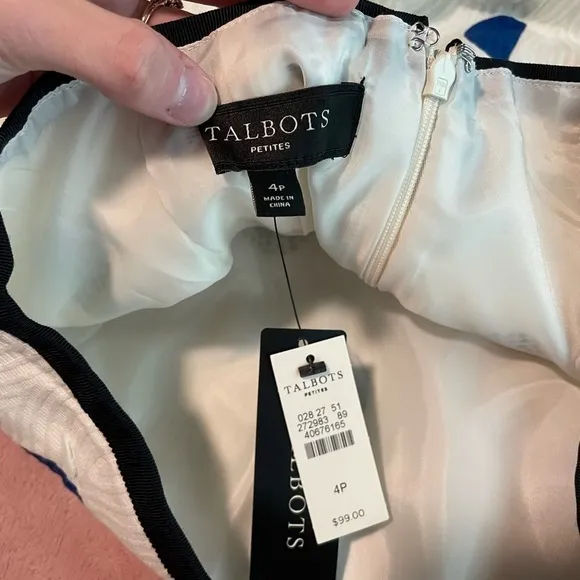 TALBOTS
PETITES
4P
MADE IN
CHINA
TALBOTS
PETITES
028 27 51
272983 89
40676165
4P
$99.00
TALBOTS